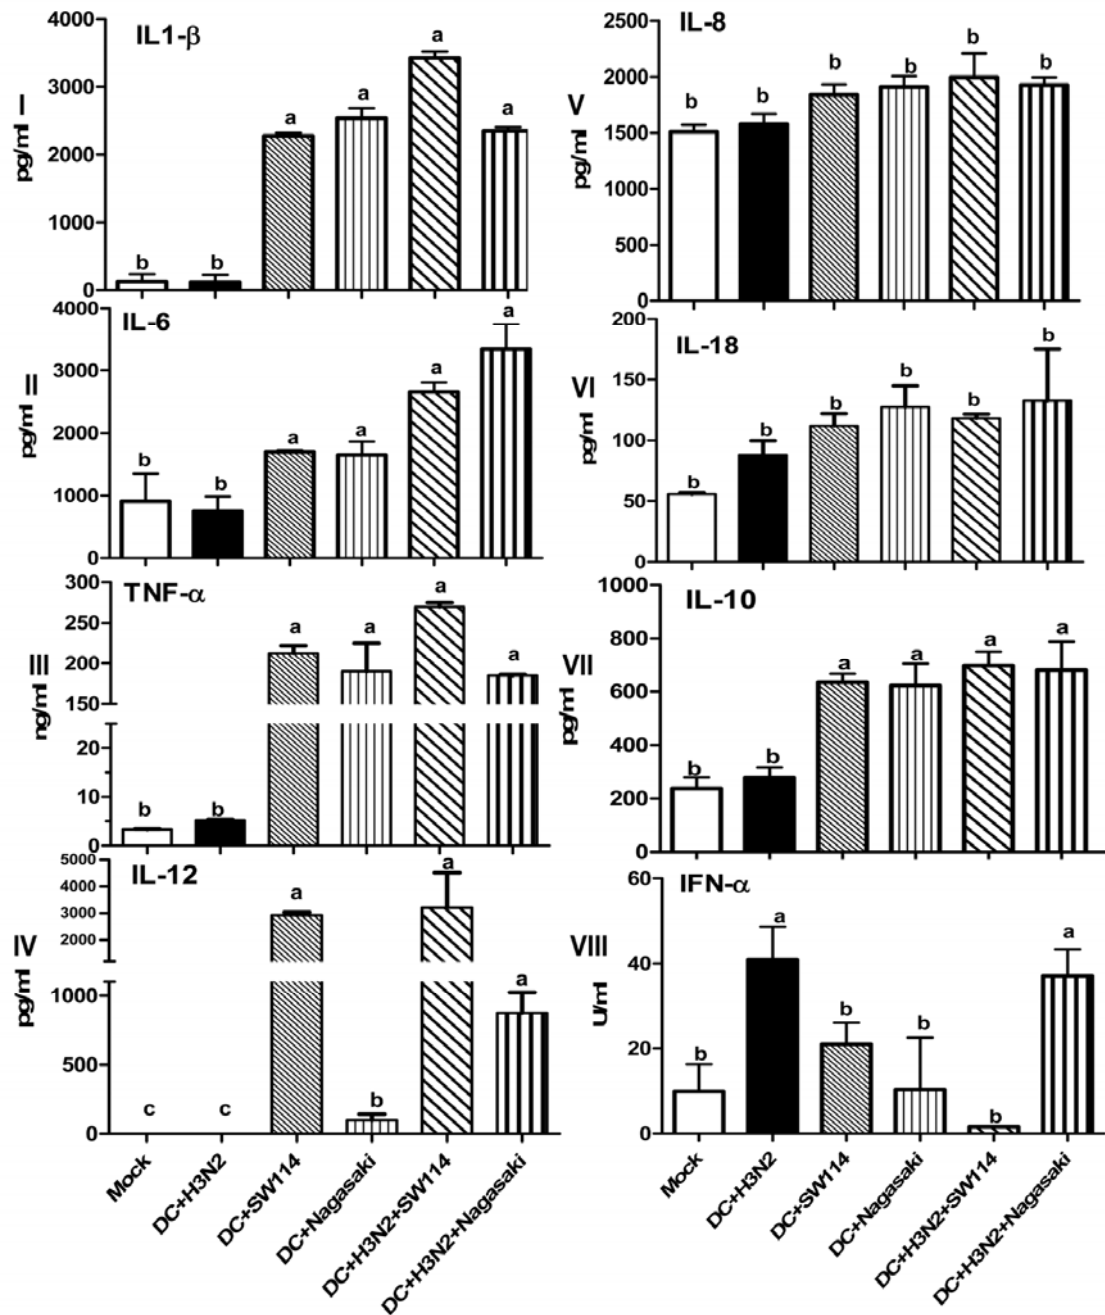 IL1-β
I
pg/ml
4000
3000
2000
1000
0
b
b
a
a
a
a
IL-6
II
pg/ml
4000
3000
2000
1000
0
b
b
a
a
a
a
TNF-α
III
ng/ml
300
250
200
150
20
10
0
b
b
a
a
a
a
IL-12
IV
pg/ml
5000
4000
3000
2000
1000
500
0
c
c
a
b
a
a
Mock
DC+H3N2
DC+SW114
DC+Nagasaki
DC+H3N2+SW114
DC+H3N2+Nagasaki
IL-8
V
pg/ml
2500
2000
1500
1000
500
0
b
b
b
b
b
b
IL-18
VI
pg/ml
200
150
100
50
0
b
b
b
b
b
b
IL-10
VII
pg/ml
1000
800
600
400
200
0
b
b
a
a
a
a
IFN-α
VIII
U/ml
60
40
20
0
b
a
b
b
b
a
Mock
DC+H3N2
DC+SW114
DC+Nagasaki
DC+H3N2+SW114
DC+H3N2+Nagasaki